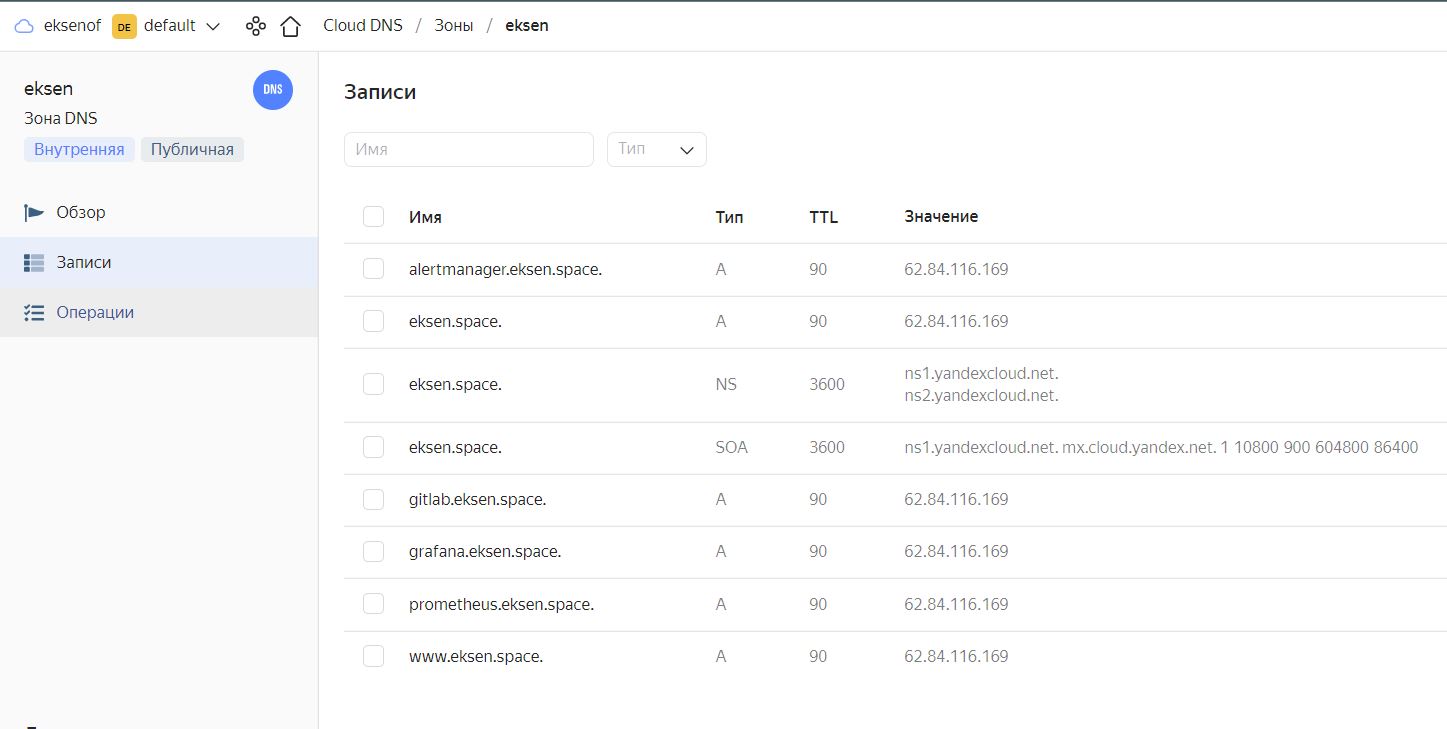 eksenof DE default Cloud DNS / Зоны / eksen
eksen
DNS
Зона DNS
Внутренняя Публичная
Обзор
Записи
Операции
Записи
Имя Тип
Имя Тип TTL Значение
alertmanager.eksen.space. A 90 62.84.116.169
eksen.space. A 90 62.84.116.169
eksen.space. NS 3600 ns1.yandexcloud.net.
ns2.yandexcloud.net.
eksen.space. SOA 3600 ns1.yandexcloud.net. mx.cloud.yandex.net. 1 10800 900 604800 86400
gitlab.eksen.space. A 90 62.84.116.169
grafana.eksen.space. A 90 62.84.116.169
prometheus.eksen.space. A 90 62.84.116.169
www.eksen.space. A 90 62.84.116.169